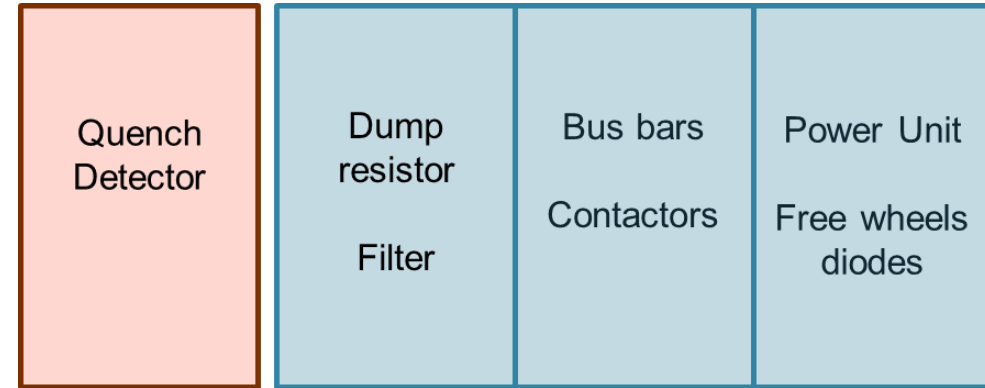 Quench
Detector
Dump
resistor
Filter
Bus bars
Contactors
Power Unit
Free wheels
diodes